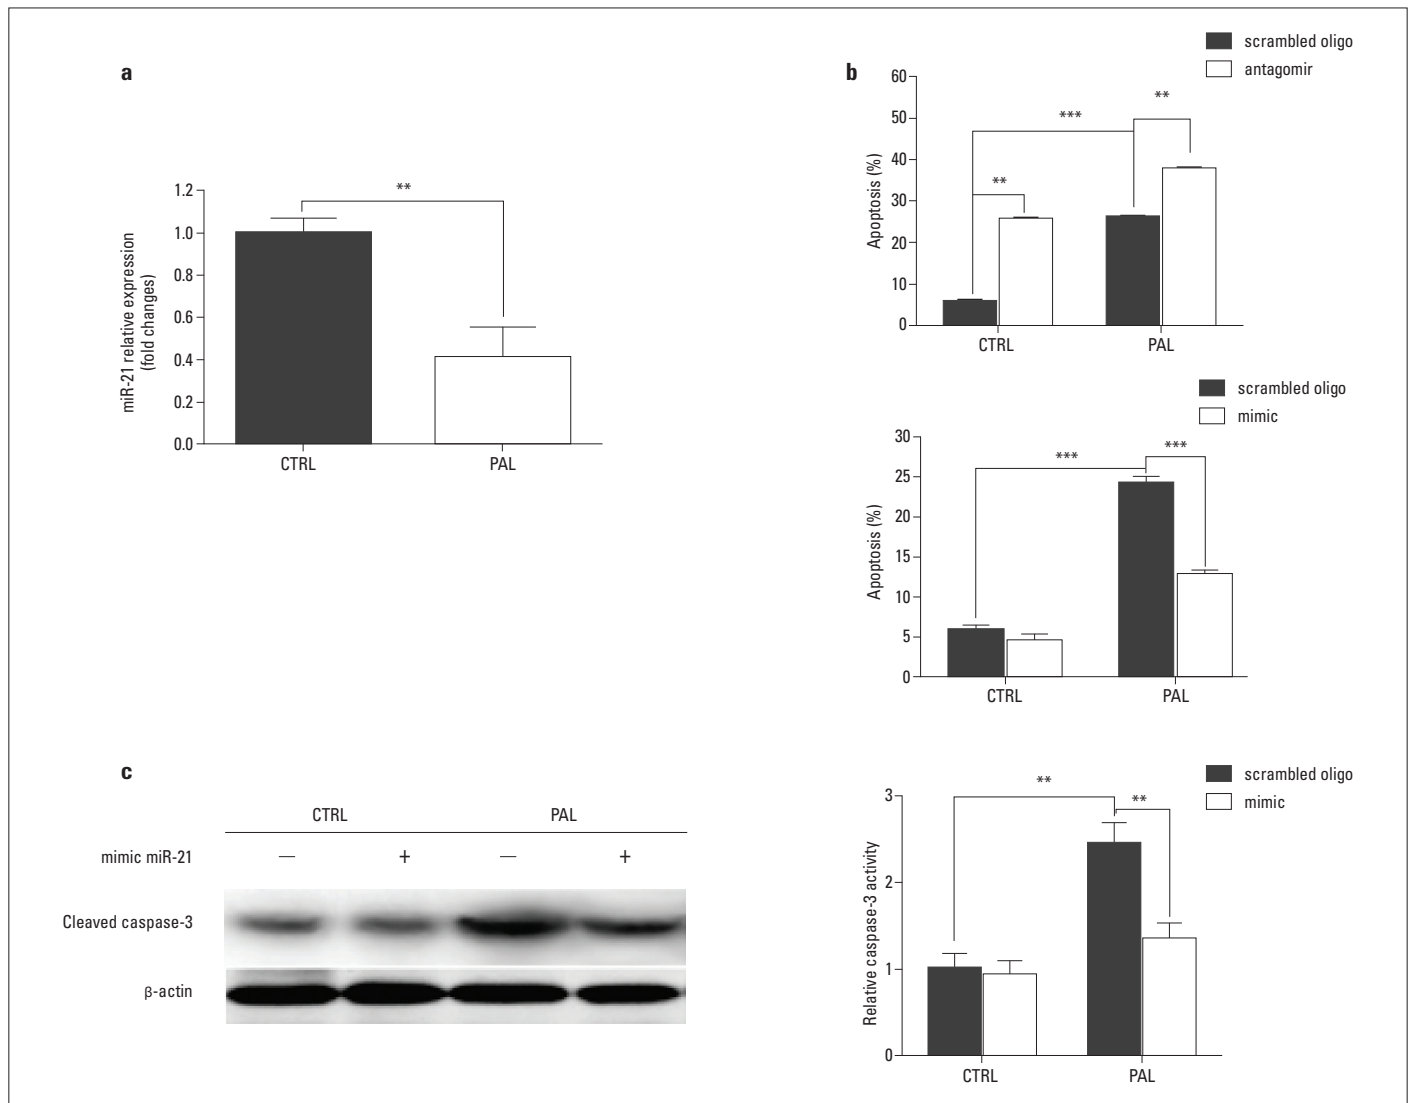 a
miR-21 relative expression
(fold changes)
1.2
1.0
0.8
0.6
0.4
0.2
0.0
**
CTRL
PAL
b
scrambled oligo
antagomir
Apoptosis (%)
60
50
40
30
20
10
0
***
**
**
CTRL
PAL
scrambled oligo
mimic
Apoptosis (%)
30
25
20
15
10
5
0
***
***
CTRL
PAL
c
CTRL PAL
mimic miR-21 — + — +
Cleaved caspase-3
β-actin
scrambled oligo
mimic
Relative caspase-3 activity
3
2
1
0
**
**
CTRL
PAL